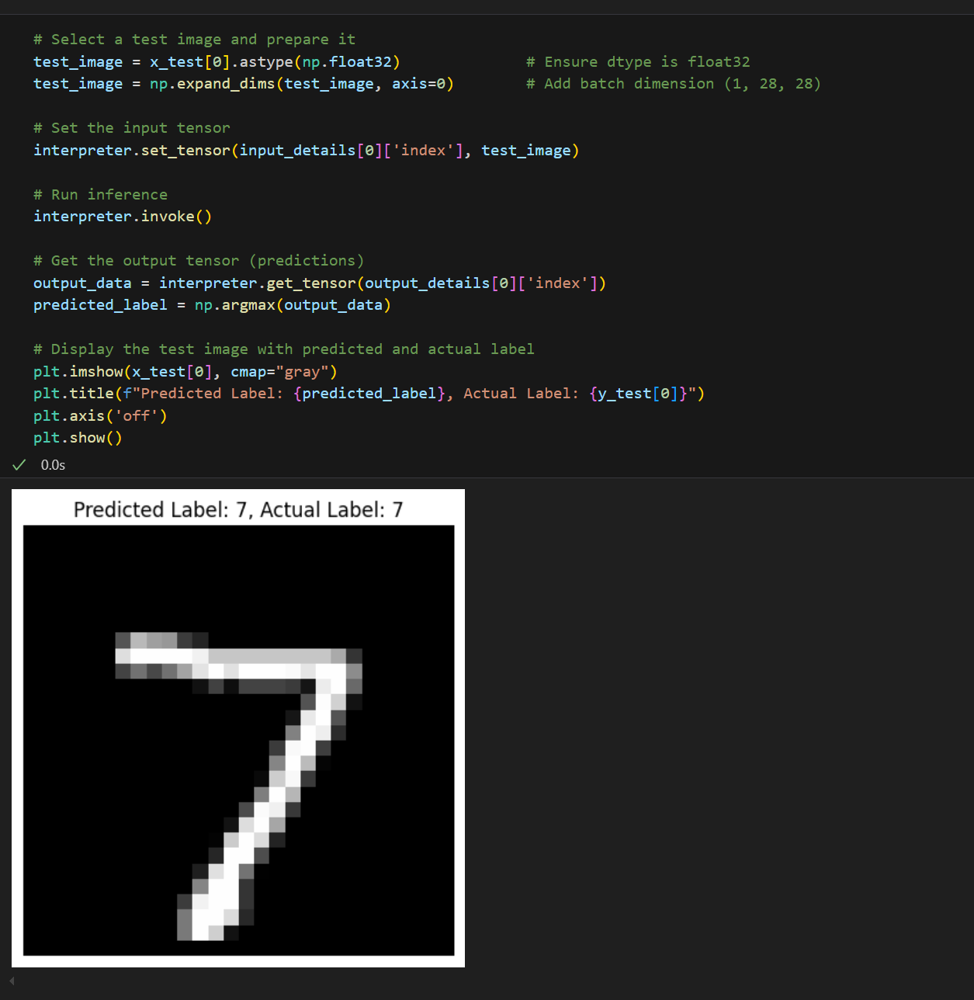 # Select a test image and prepare it
test_image = x_test[0].astype(np.float32)              # Ensure dtype is float32
test_image = np.expand_dims(test_image, axis=0)        # Add batch dimension (1, 28, 28)
# Set the input tensor
interpreter.set_tensor(input_details[0]['index'], test_image)
# Run inference
interpreter.invoke()
# Get the output tensor (predictions)
output_data = interpreter.get_tensor(output_details[0]['index'])
predicted_label = np.argmax(output_data)
# Display the test image with predicted and actual label
plt.imshow(x_test[0], cmap="gray")
plt.title(f"Predicted Label: {predicted_label}, Actual Label: {y_test[0]}")
plt.axis('off')
plt.show()
0.0s
Predicted Label: 7, Actual Label: 7
7